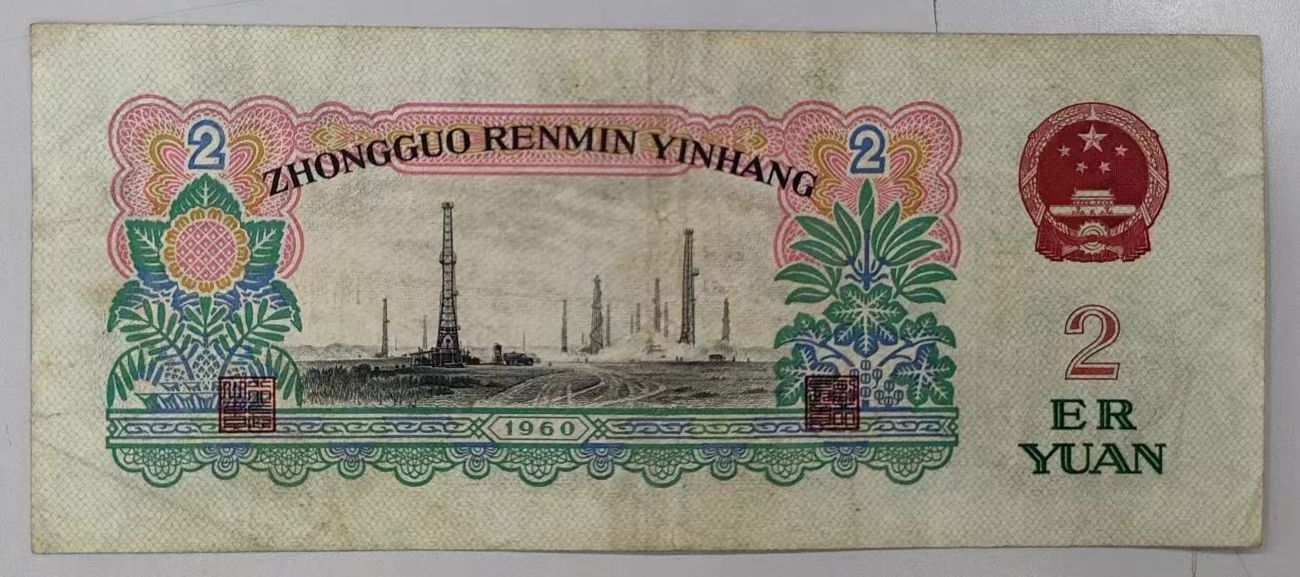 2
2
ZHONGGUO RENMIN YINHANG
1960
2
ER
YUAN